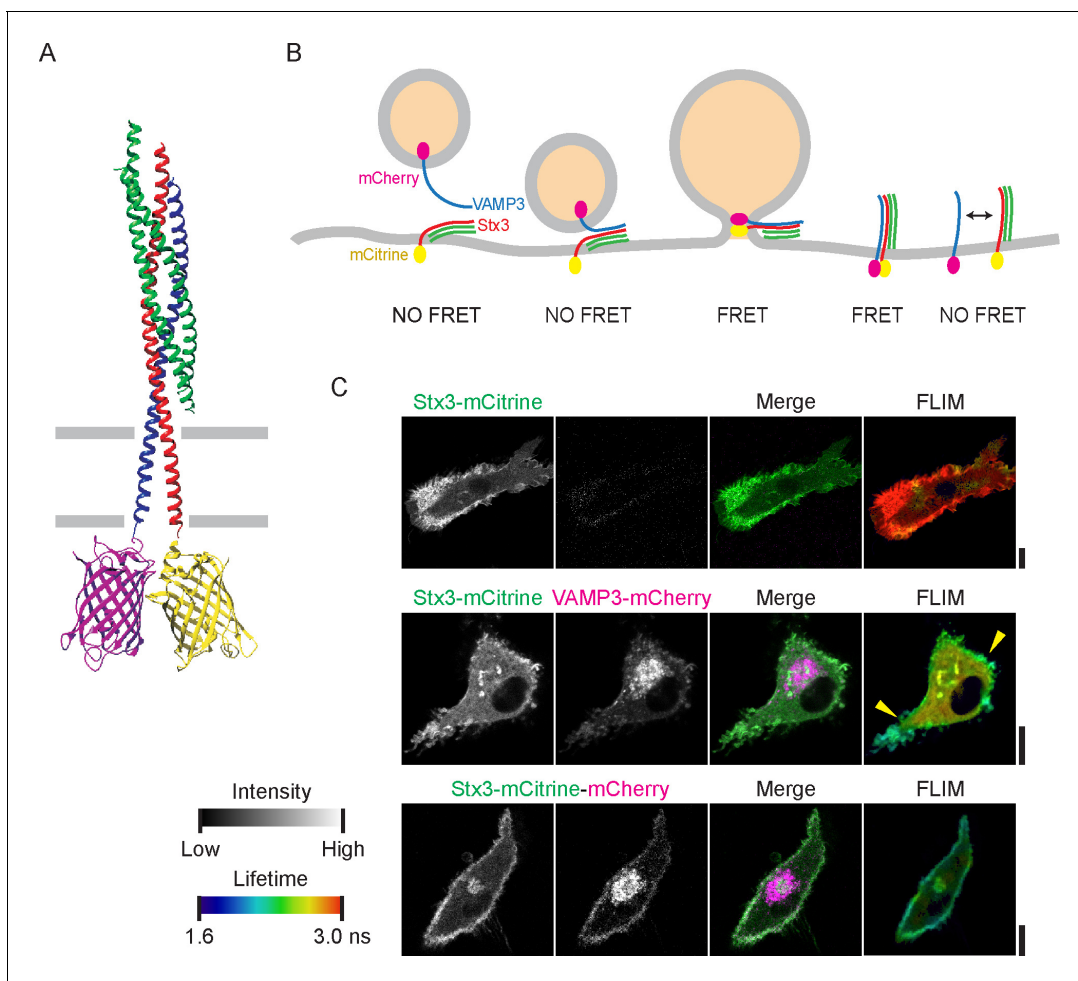 A
B
mCherry
VAMP3
Stx3
mCitrine
NO FRET
NO FRET
FRET
FRET
NO FRET
C
Stx3-mCitrine
Merge
FLIM
Stx3-mCitrine
VAMP3-mCherry
Merge
FLIM
Stx3-mCitrine-mCherry
Merge
FLIM
Intensity
Low
High
Lifetime
1.6
3.0 ns